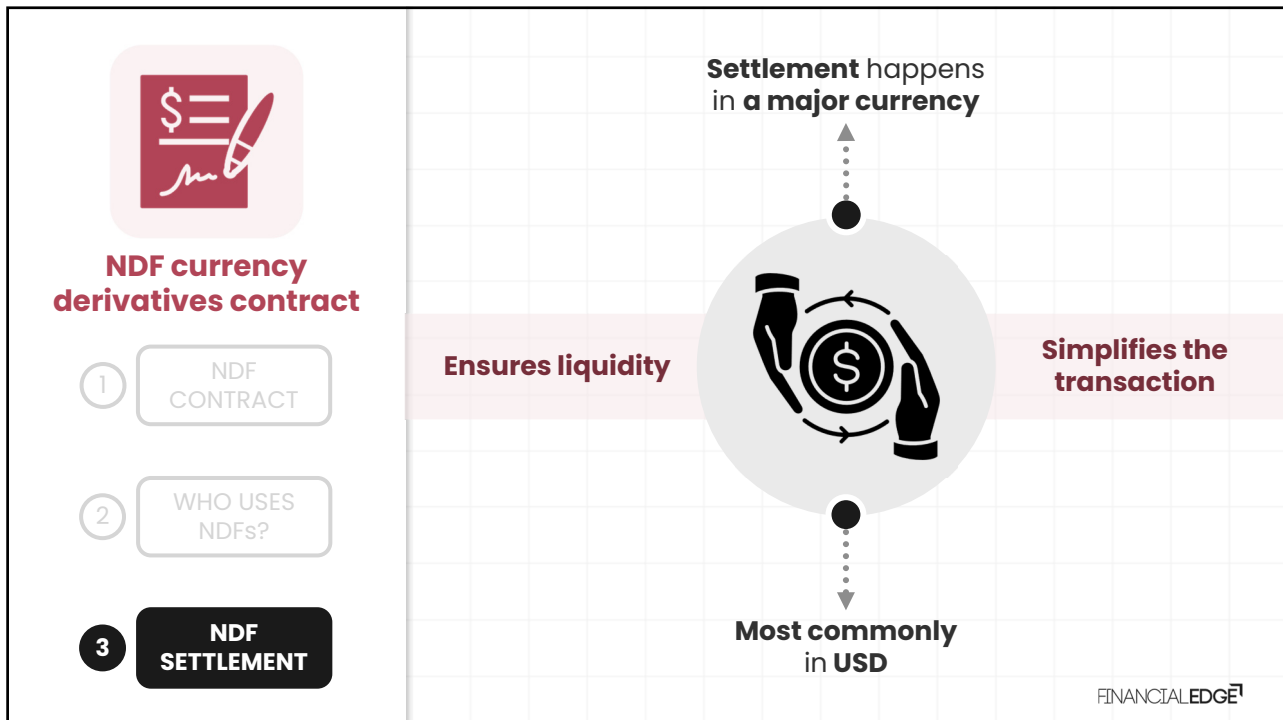 $
NDF currency
derivatives contract
1
NDF
CONTRACT
2
WHO USES
NDFs?
3
NDF
SETTLEMENT
Settlement happens
in a major currency
Ensures liquidity
$
Simplifies the
transaction
Most commonly
in USD
FINANCIALEDGE